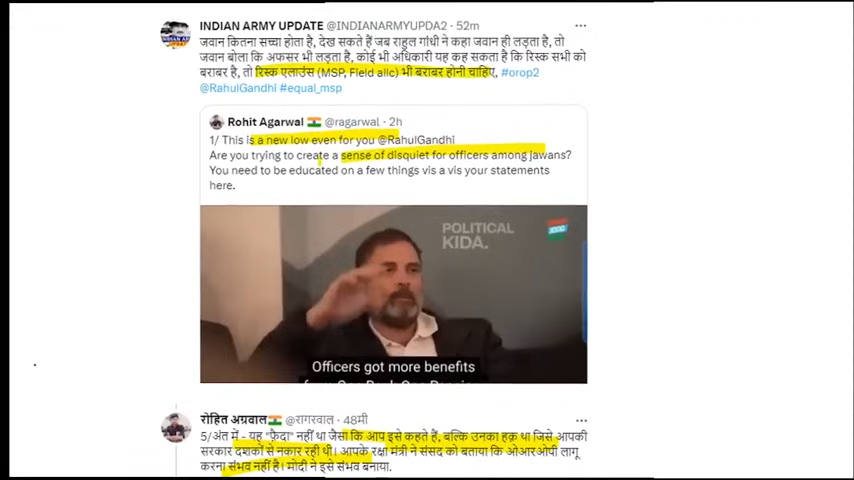 INDIAN ARMY UPDATE @INDIANARMYUPDA2 · 52m
जवान कितना सच्चा होता है, देख सकते हैं जब राहुल गांधी ने कहा जवान ही लड़ता है, तो
जवान बोला कि अफसर भी लड़ता है, कोई भी अधिकारी यह कह सकता है कि रिस्क सभी को
बराबर है, तो रिस्क एलाउंस (MSP, Field allc) भी बराबर होनी चाहिए, #orop2
@RahulGandhi #equal_msp
Rohit Agarwal @ragarwal · 2h
1/ This is a new low even for you @RahulGandhi
Are you trying to create a sense of disquiet for officers among jawans?
You need to be educated on a few things vis a vis your statements
here.
POLITICAL
KIDA.
Officers got more benefits
रोहित अग्रवाल @रागरवाल · 48मी
5/अंत में - यह "फ़ैदा" नहीं था जैसा कि आप इसे कहते हैं, बल्कि उनका हक़ था जिसे आपकी
सरकार दशकों से नकार रही थी। आपके रक्षा मंत्री ने संसद को बताया कि ओआरओपी लागू
करना संभव नहीं है। मोदी ने इसे संभव बनाया.